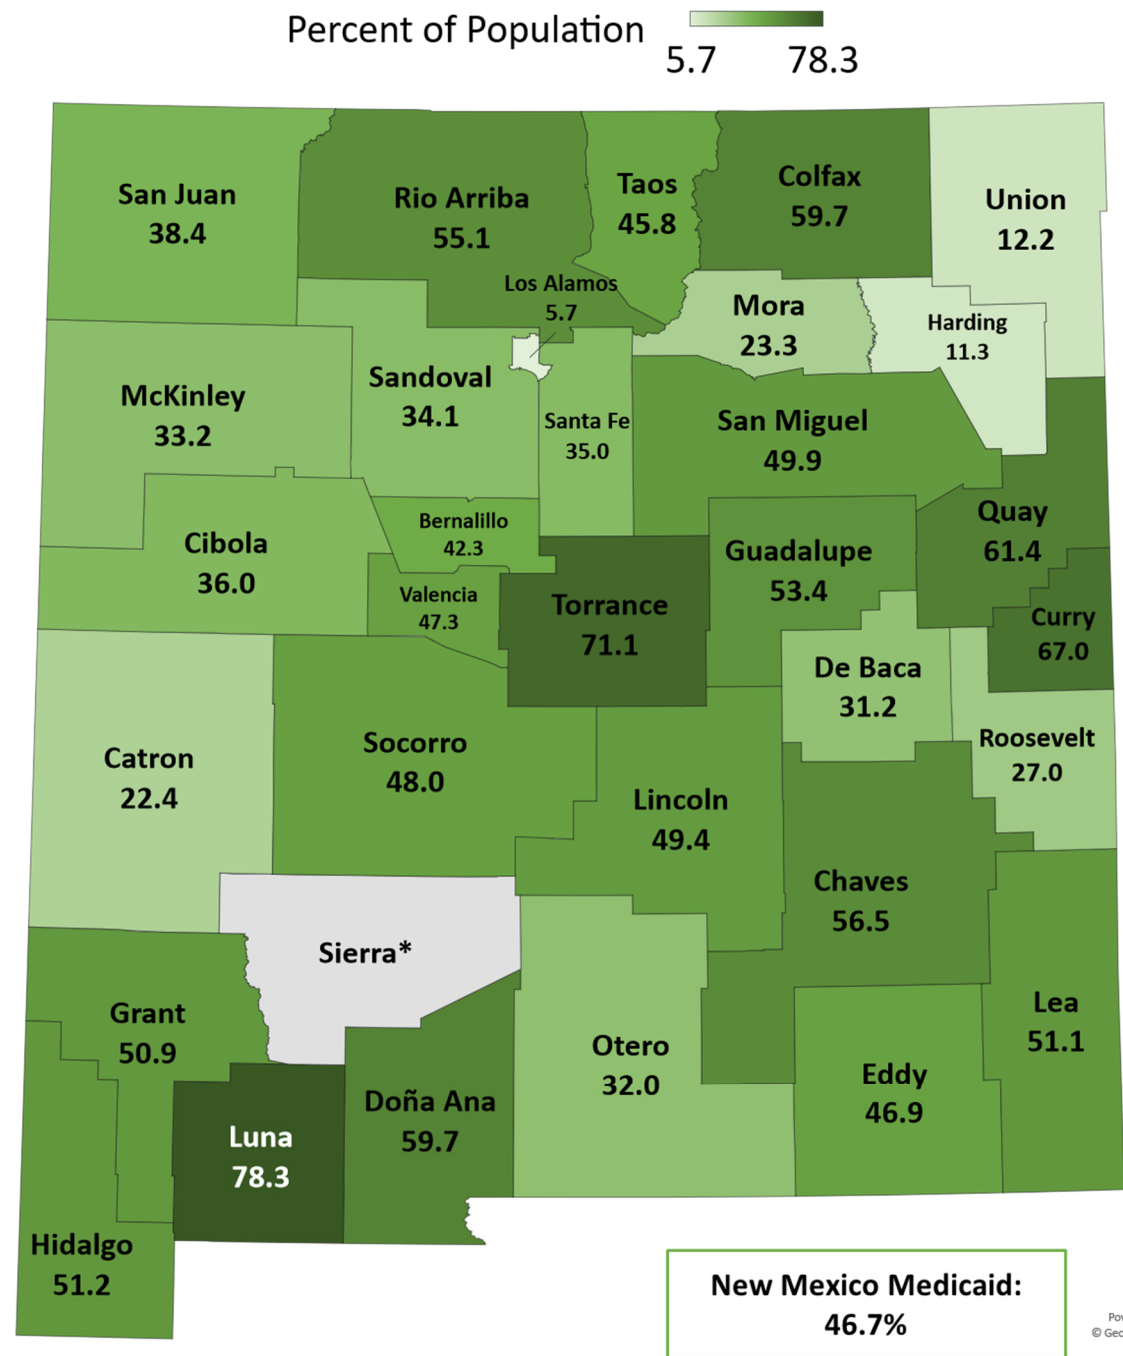 Percent of Population
5.7 78.3
San Juan
38.4
Rio Arriba
55.1
Taos
45.8
Colfax
59.7
Union
12.2
Los Alamos
5.7
Mora
23.3
Harding
11.3
McKinley
33.2
Sandoval
34.1
Santa Fe
35.0
San Miguel
49.9
Quay
61.4
Cibola
36.0
Bernalillo
42.3
Valencia
47.3
Torrance
71.1
Guadalupe
53.4
Curry
67.0
De Baca
31.2
Roosevelt
27.0
Catron
22.4
Socorro
48.0
Lincoln
49.4
Chaves
56.5
Sierra*
Grant
50.9
Otero
32.0
Lea
51.1
Eddy
46.9
Doña Ana
59.7
Luna
78.3
Hidalgo
51.2
New Mexico Medicaid:
46.7%